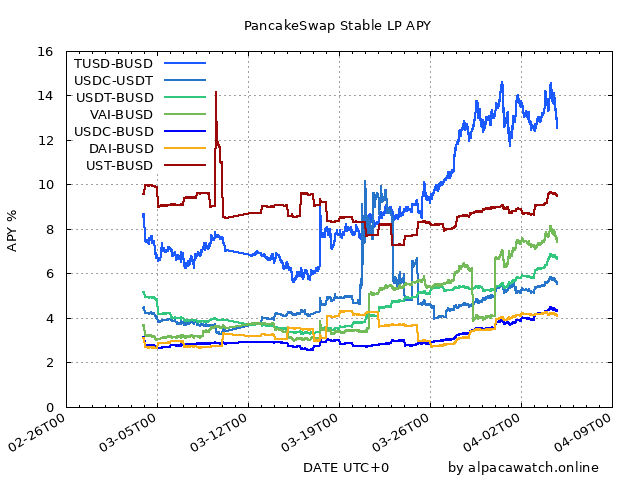 PancakeSwap Stable LP APY
16
14
12
10
8
6
4
2
0
APY %
TUSD-BUSD
USDC-USDT
USDT-BUSD
VAI-BUSD
USDC-BUSD
DAI-BUSD
UST-BUSD
02-26T00
03-05T00
03-12T00
03-19T00
03-26T00
04-02T00
04-09T00
DATE UTC+0
by alpacawatch.online